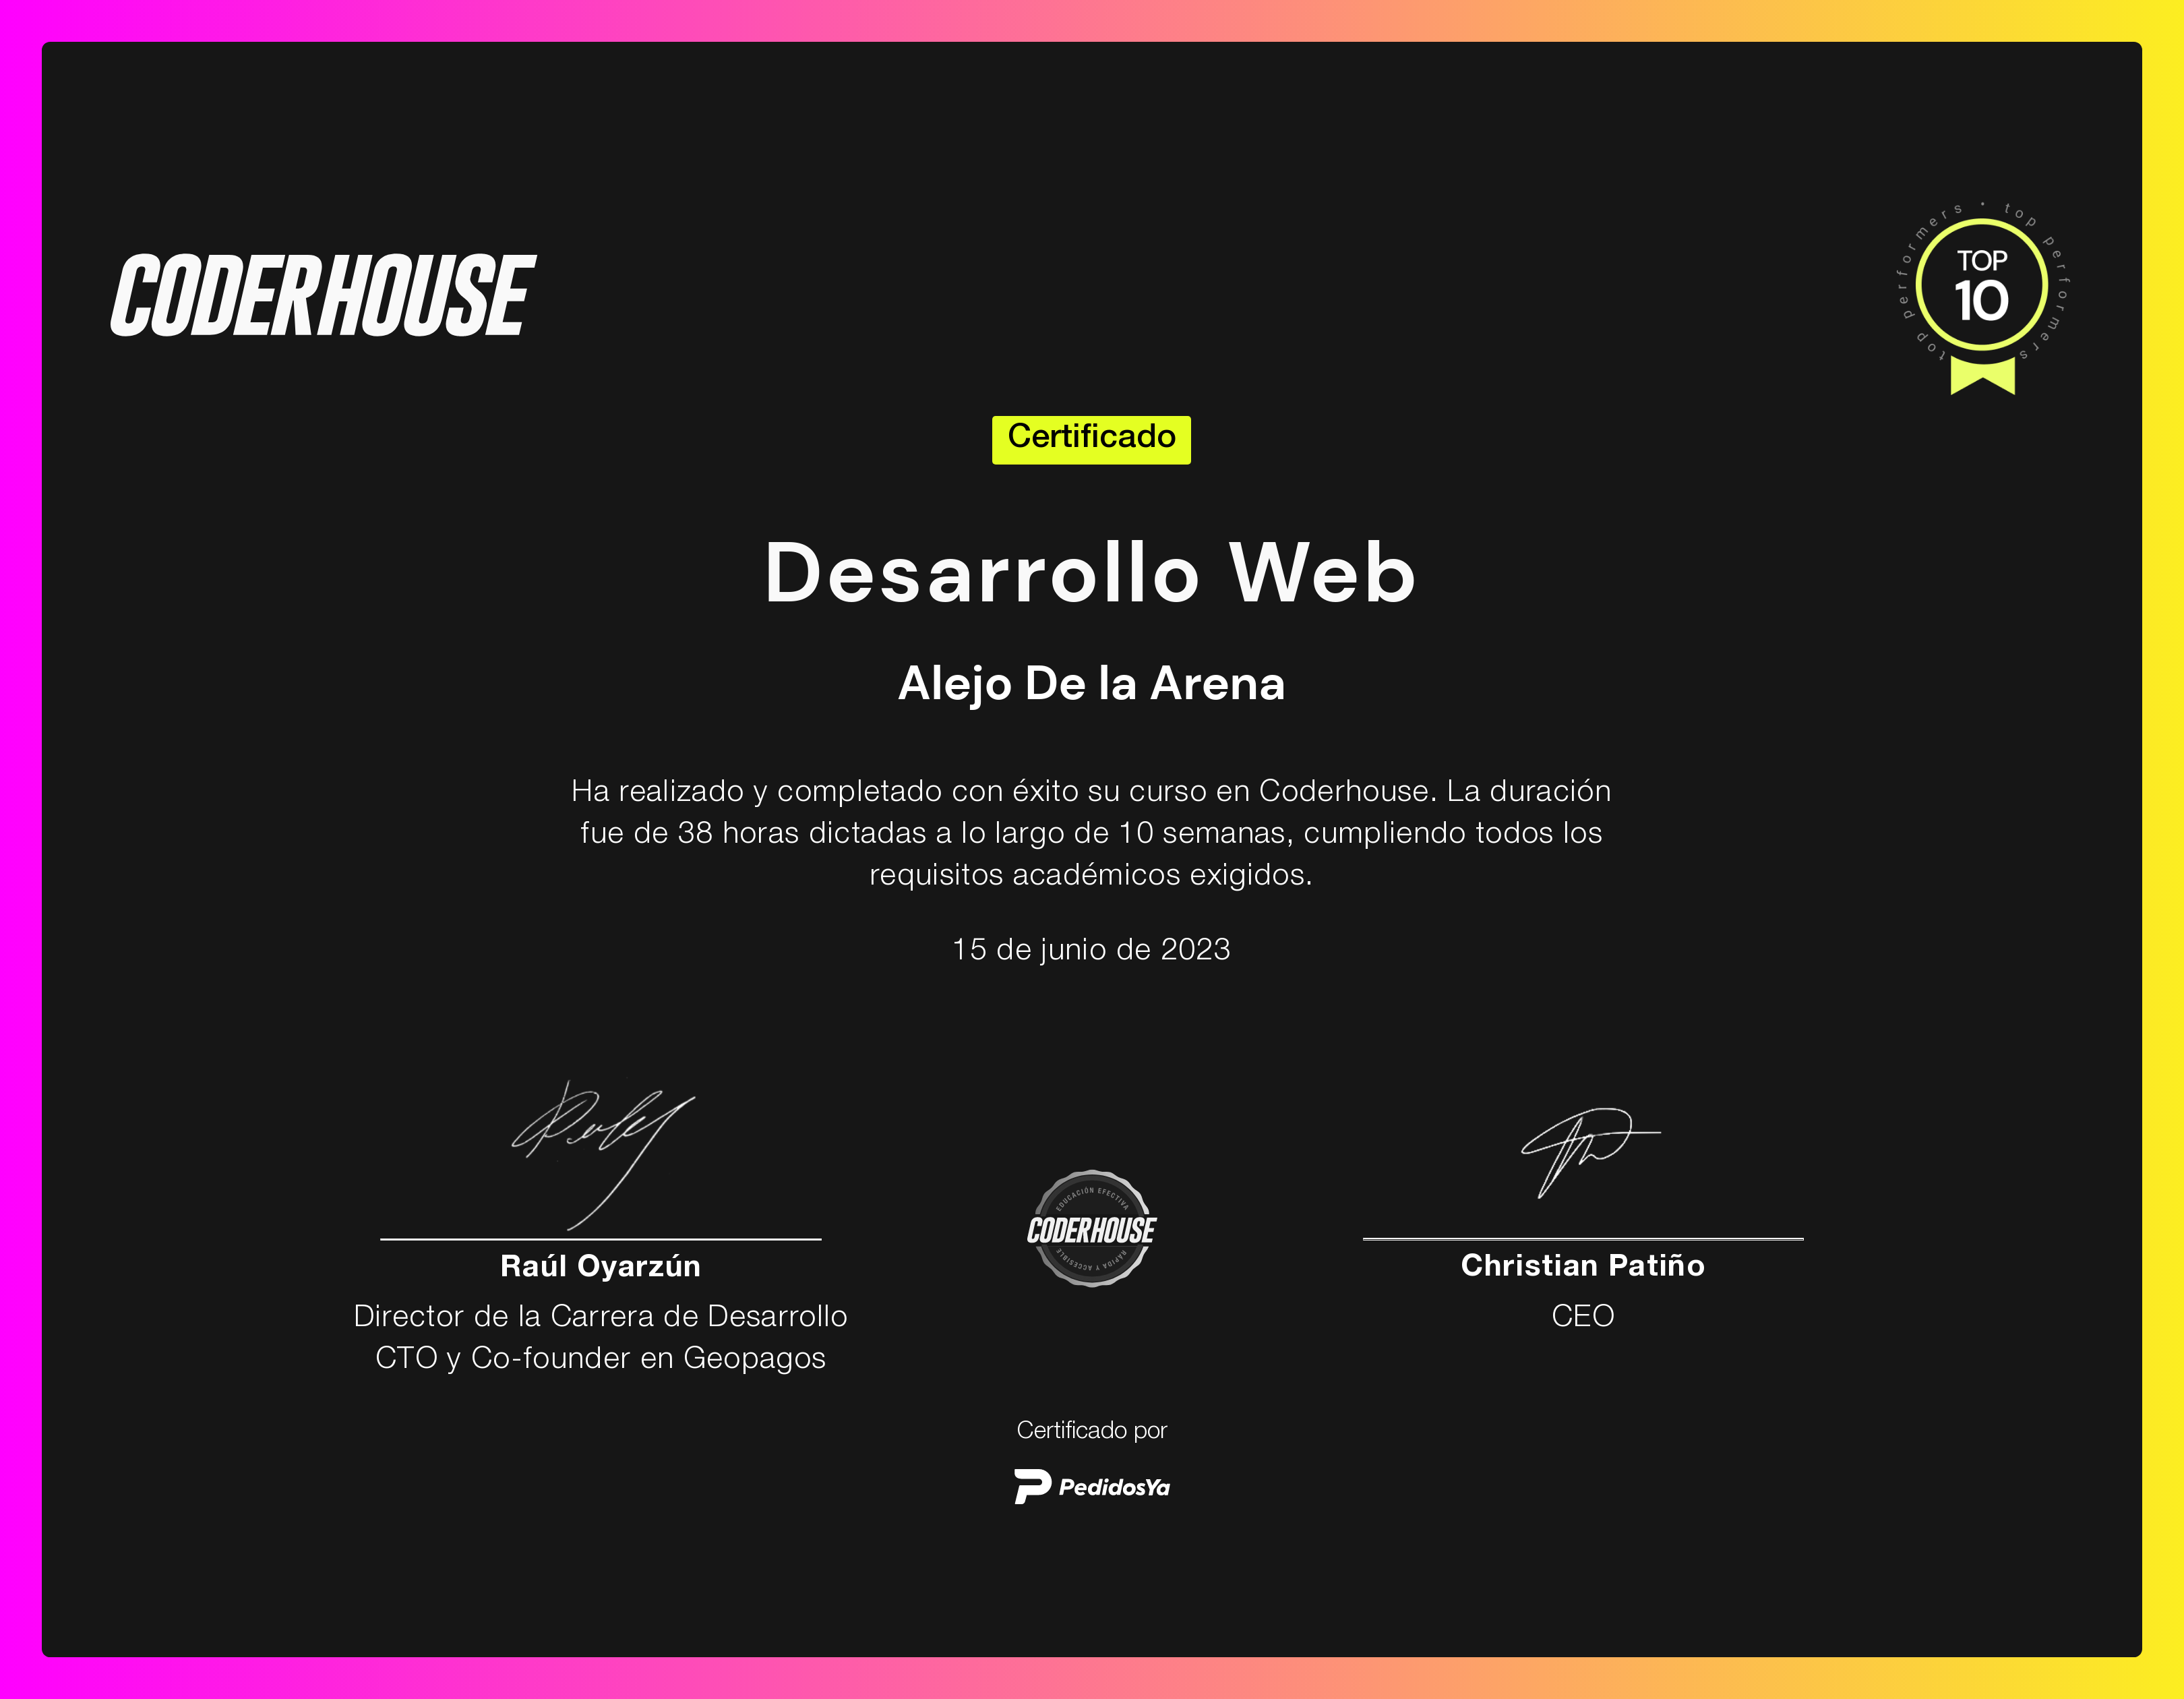 CODERHOUSE
top performers • top performers
TOP
10
Certificado
Desarrollo Web
Alejo De la Arena
Ha realizado y completado con éxito su curso en Coderhouse. La duración
fue de 38 horas dictadas a lo largo de 10 semanas, cumpliendo todos los
requisitos académicos exigidos.
15 de junio de 2023
Raúl Oyarzún
Director de la Carrera de Desarrollo
CTO y Co-founder en Geopagos
EDUCACIÓN EFECTIVA
CODERHOUSE
RÁPIDA Y ACCESIBLE
Christian Patiño
CEO
Certificado por
PedidosYa